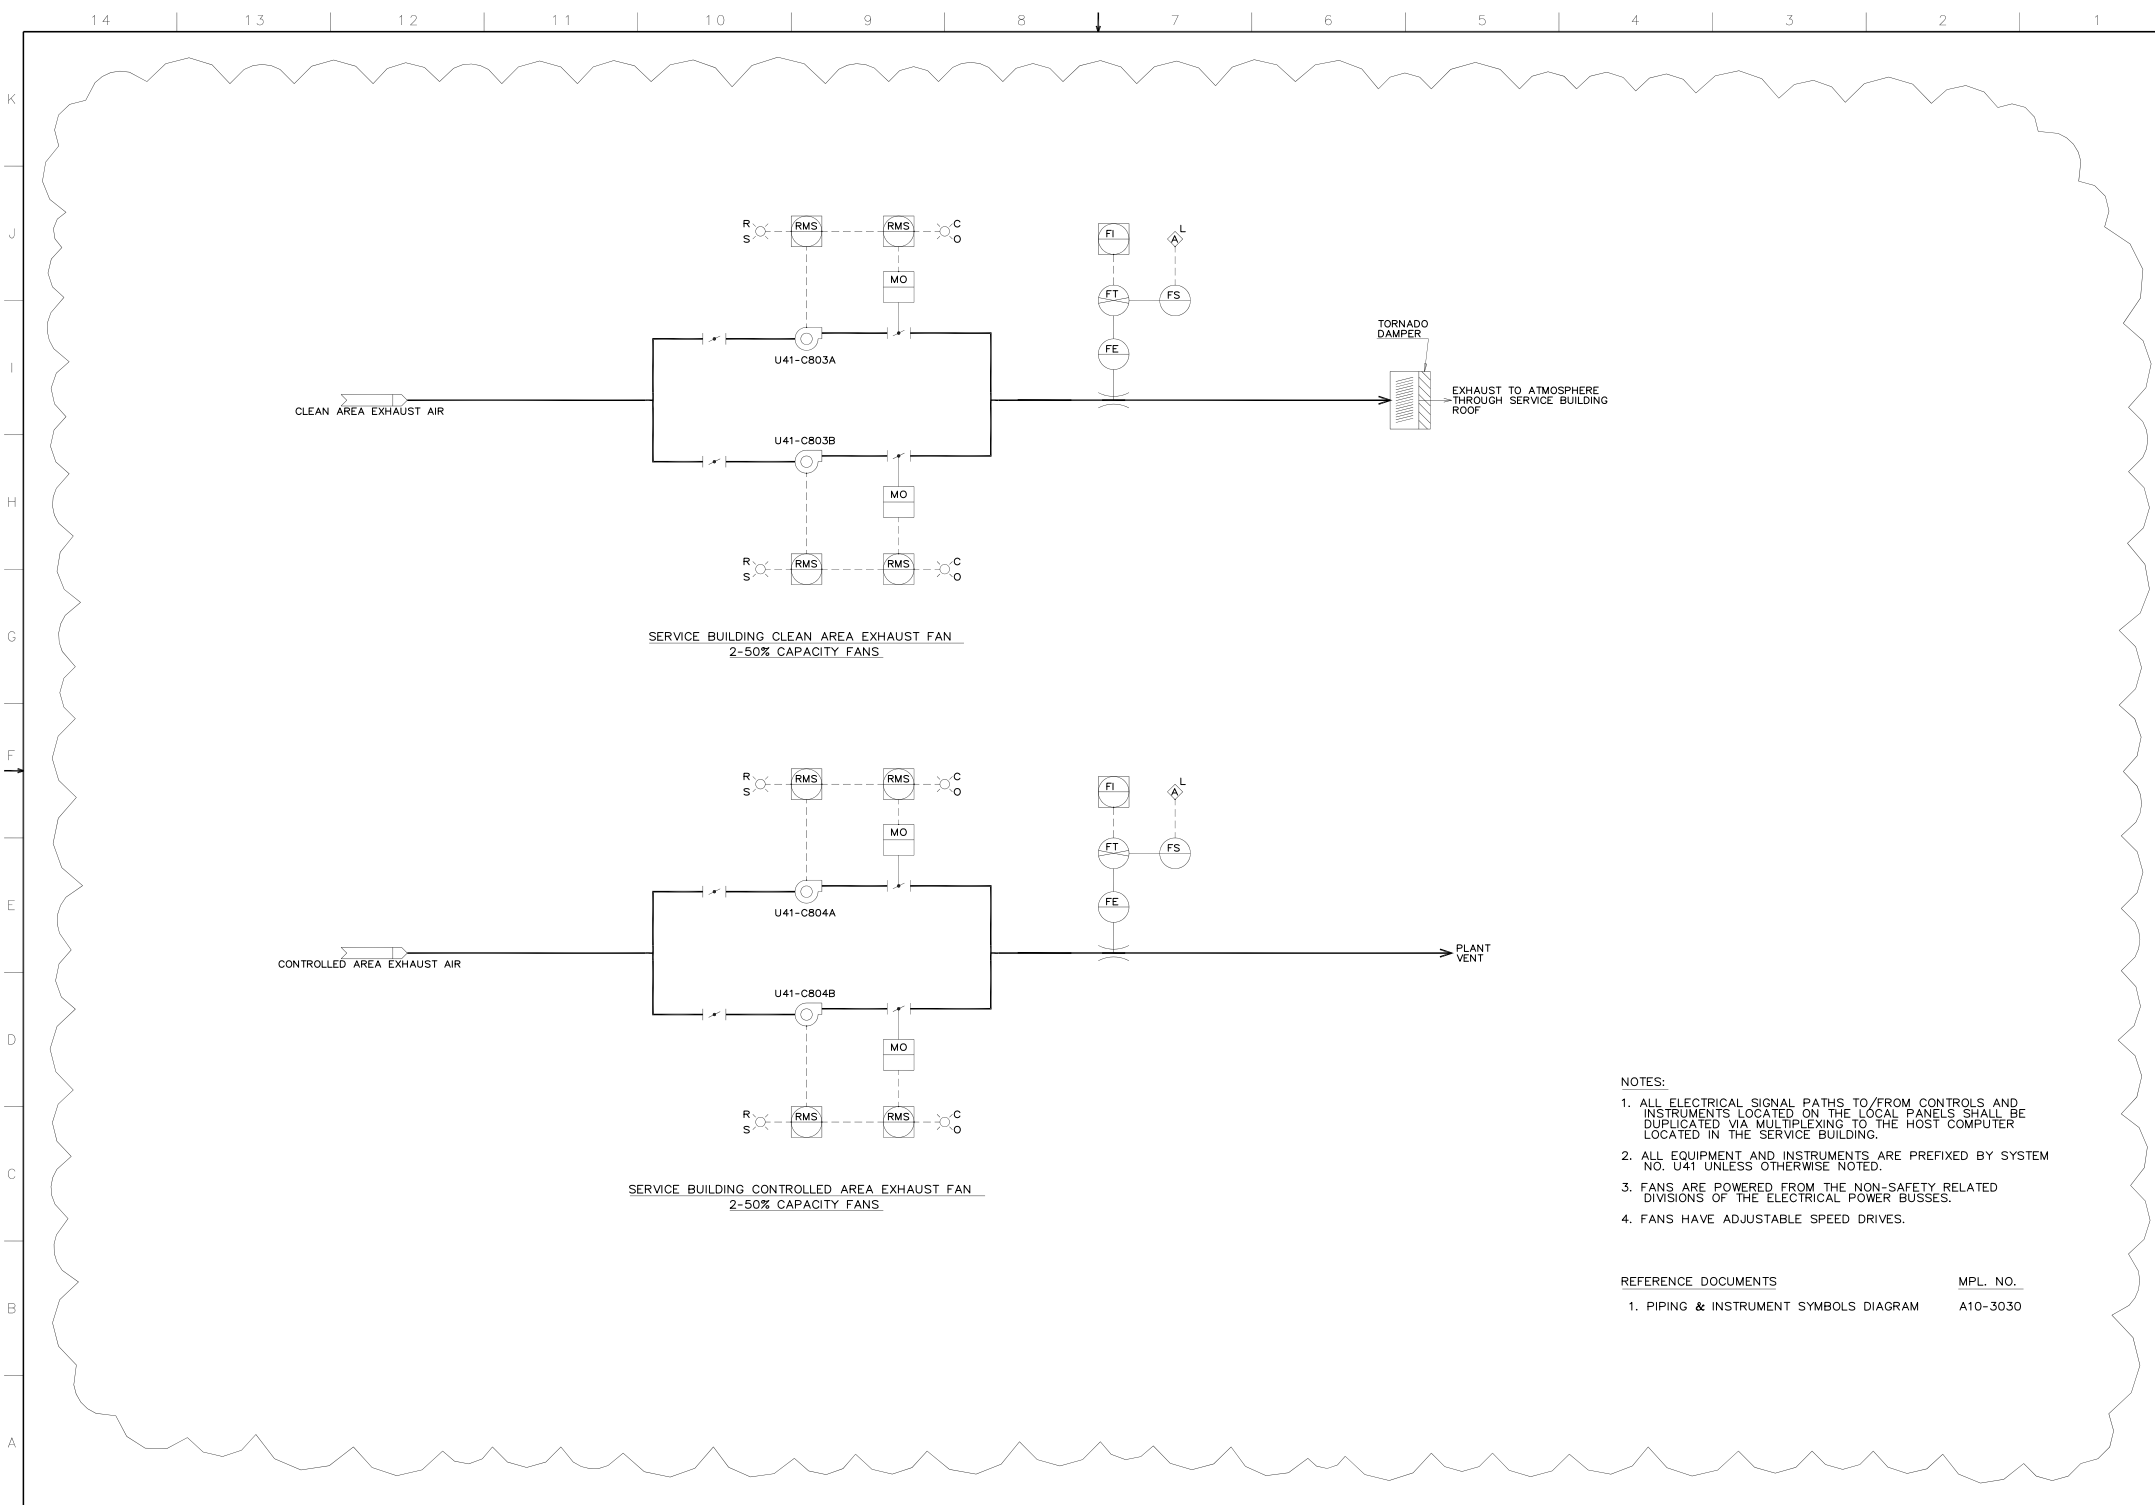 14 13 12 11 10 9 8 7 6 5 4 3 2 1
K
J
I
H
G
F
E
D
C
B
A
R
S
RMS
RMS
C
O
MO
FI
L
A
FT
FS
FE
U41-C803A
TORNADO
DAMPER
CLEAN AREA EXHAUST AIR
EXHAUST TO ATMOSPHERE
THROUGH SERVICE BUILDING
ROOF
U41-C803B
MO
R
S
RMS
RMS
C
O
SERVICE BUILDING CLEAN AREA EXHAUST FAN
2-50% CAPACITY FANS
R
S
RMS
RMS
C
O
MO
FI
L
A
FT
FS
FE
U41-C804A
CONTROLLED AREA EXHAUST AIR
PLANT
VENT
U41-C804B
MO
R
S
RMS
RMS
C
O
SERVICE BUILDING CONTROLLED AREA EXHAUST FAN
2-50% CAPACITY FANS
NOTES:
1. ALL ELECTRICAL SIGNAL PATHS TO/FROM CONTROLS AND
INSTRUMENTS LOCATED ON THE LOCAL PANELS SHALL BE
DUPLICATED VIA MULTIPLEXING TO THE HOST COMPUTER
LOCATED IN THE SERVICE BUILDING.
2. ALL EQUIPMENT AND INSTRUMENTS ARE PREFIXED BY SYSTEM
NO. U41 UNLESS OTHERWISE NOTED.
3. FANS ARE POWERED FROM THE NON-SAFETY RELATED
DIVISIONS OF THE ELECTRICAL POWER BUSSES.
4. FANS HAVE ADJUSTABLE SPEED DRIVES.
REFERENCE DOCUMENTS MPL. NO.
1. PIPING & INSTRUMENT SYMBOLS DIAGRAM A10-3030